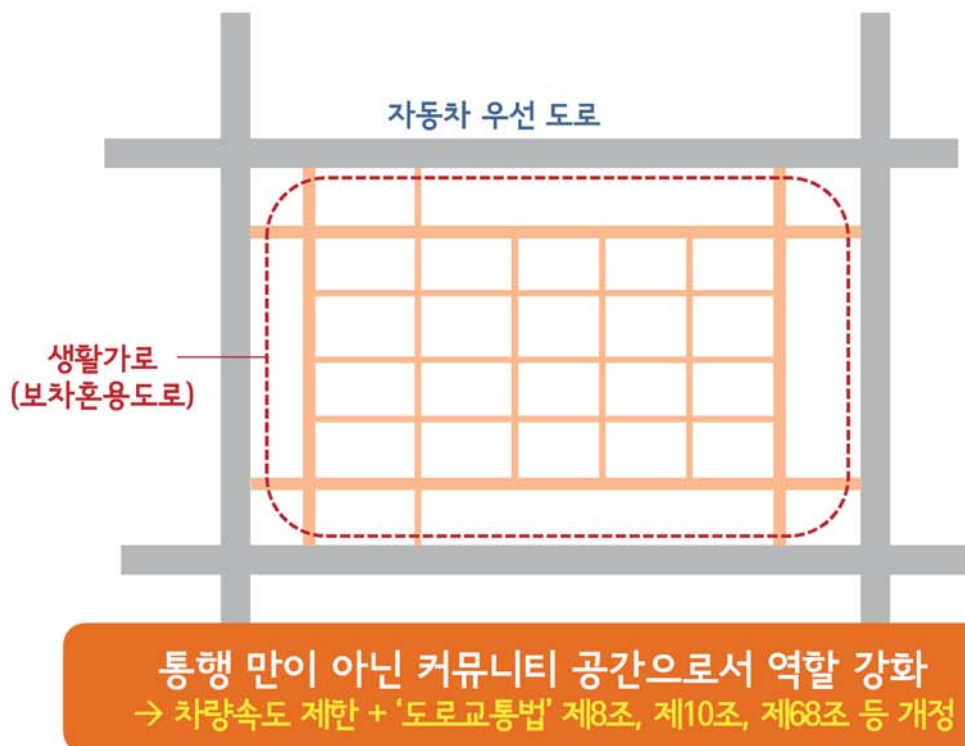 자동차 우선 도로
생활가로
(보차혼용도로)
통행 만이 아닌 커뮤니티 공간으로서 역할 강화
→ 차량속도 제한 + ‘도로교통법’ 제8조, 제10조, 제68조 등 개정